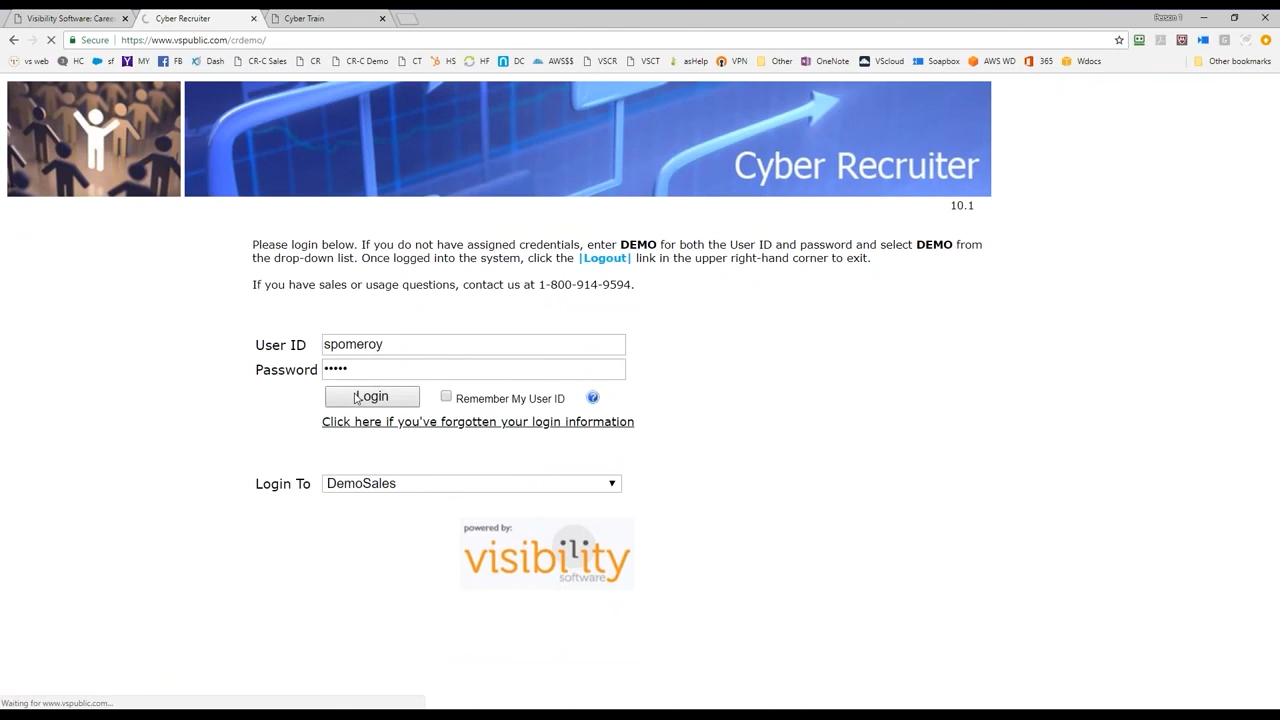 Visibility Software: Caree
Cyber Recruiter
Cyber Train
Person 1
Secure
https://www.vspublic.com/crdemo/
vs web HC sf MY FB Dash CR-C Sales CR CR-C Demo CT HS HF DC AWS$$ VSCR VSCT asHelp VPN Other OneNote VScloud Soapbox AWS WD 365 Wdocs Other bookmarks
Cyber Recruiter
10.1
Please login below. If you do not have assigned credentials, enter DEMO for both the User ID and password and select DEMO from
the drop-down list. Once logged into the system, click the |Logout| link in the upper right-hand corner to exit.
If you have sales or usage questions, contact us at 1-800-914-9594.
User ID spomeroy
Password •••••
Login Remember My User ID ?
Click here if you've forgotten your login information
Login To DemoSales
powered by:
visibility
software
Waiting for www.vspublic.com...